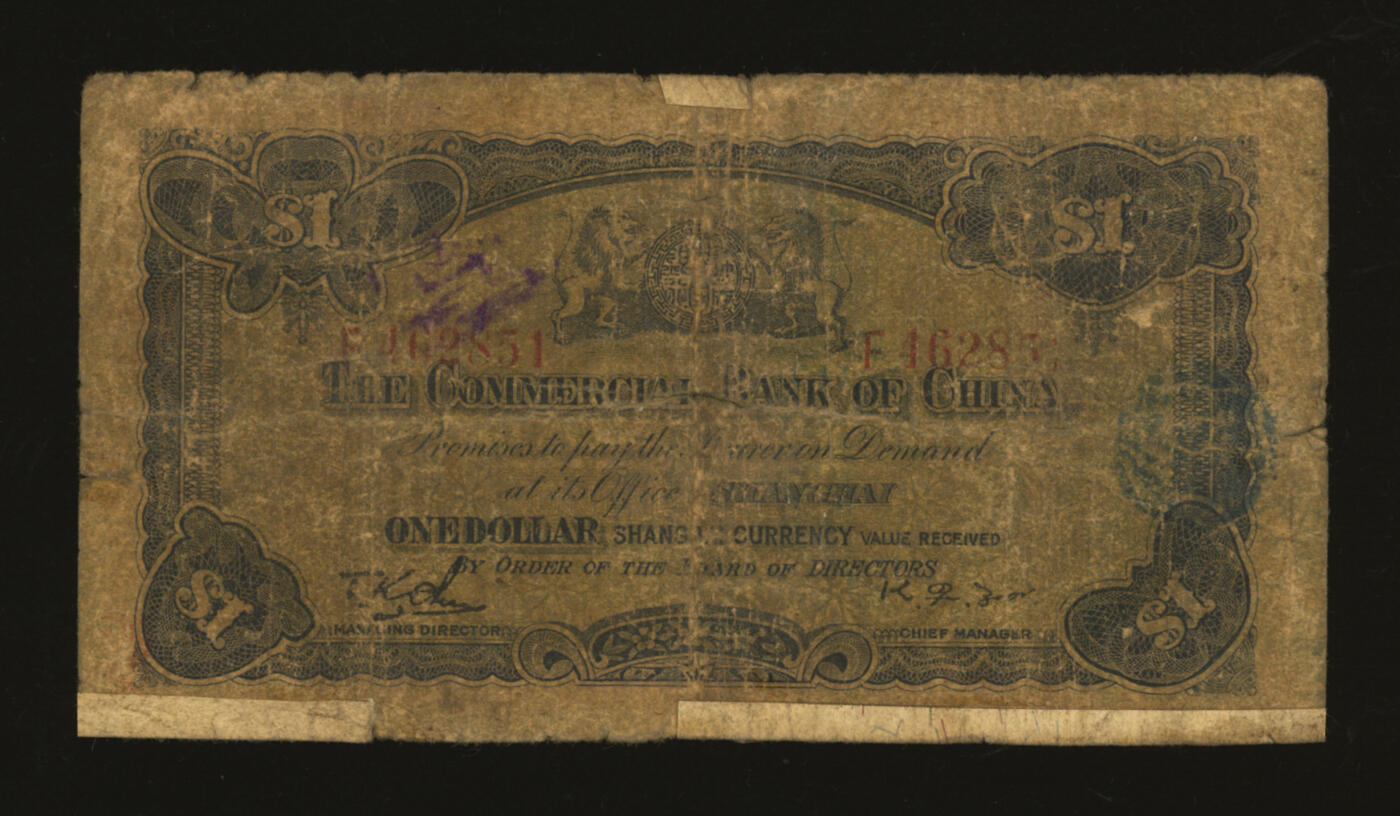 $1 $1
F 462851 F 46285
THE COMMERCIAL BANK OF CHINA
Promises to pay the Bearer on Demand
at its Office SHANGHAI
ONE DOLLAR SHANGHAI CURRENCY VALUE RECEIVED
BY ORDER OF THE BOARD OF DIRECTORS
MANAGING DIRECTOR CHIEF MANAGER
$1 $1